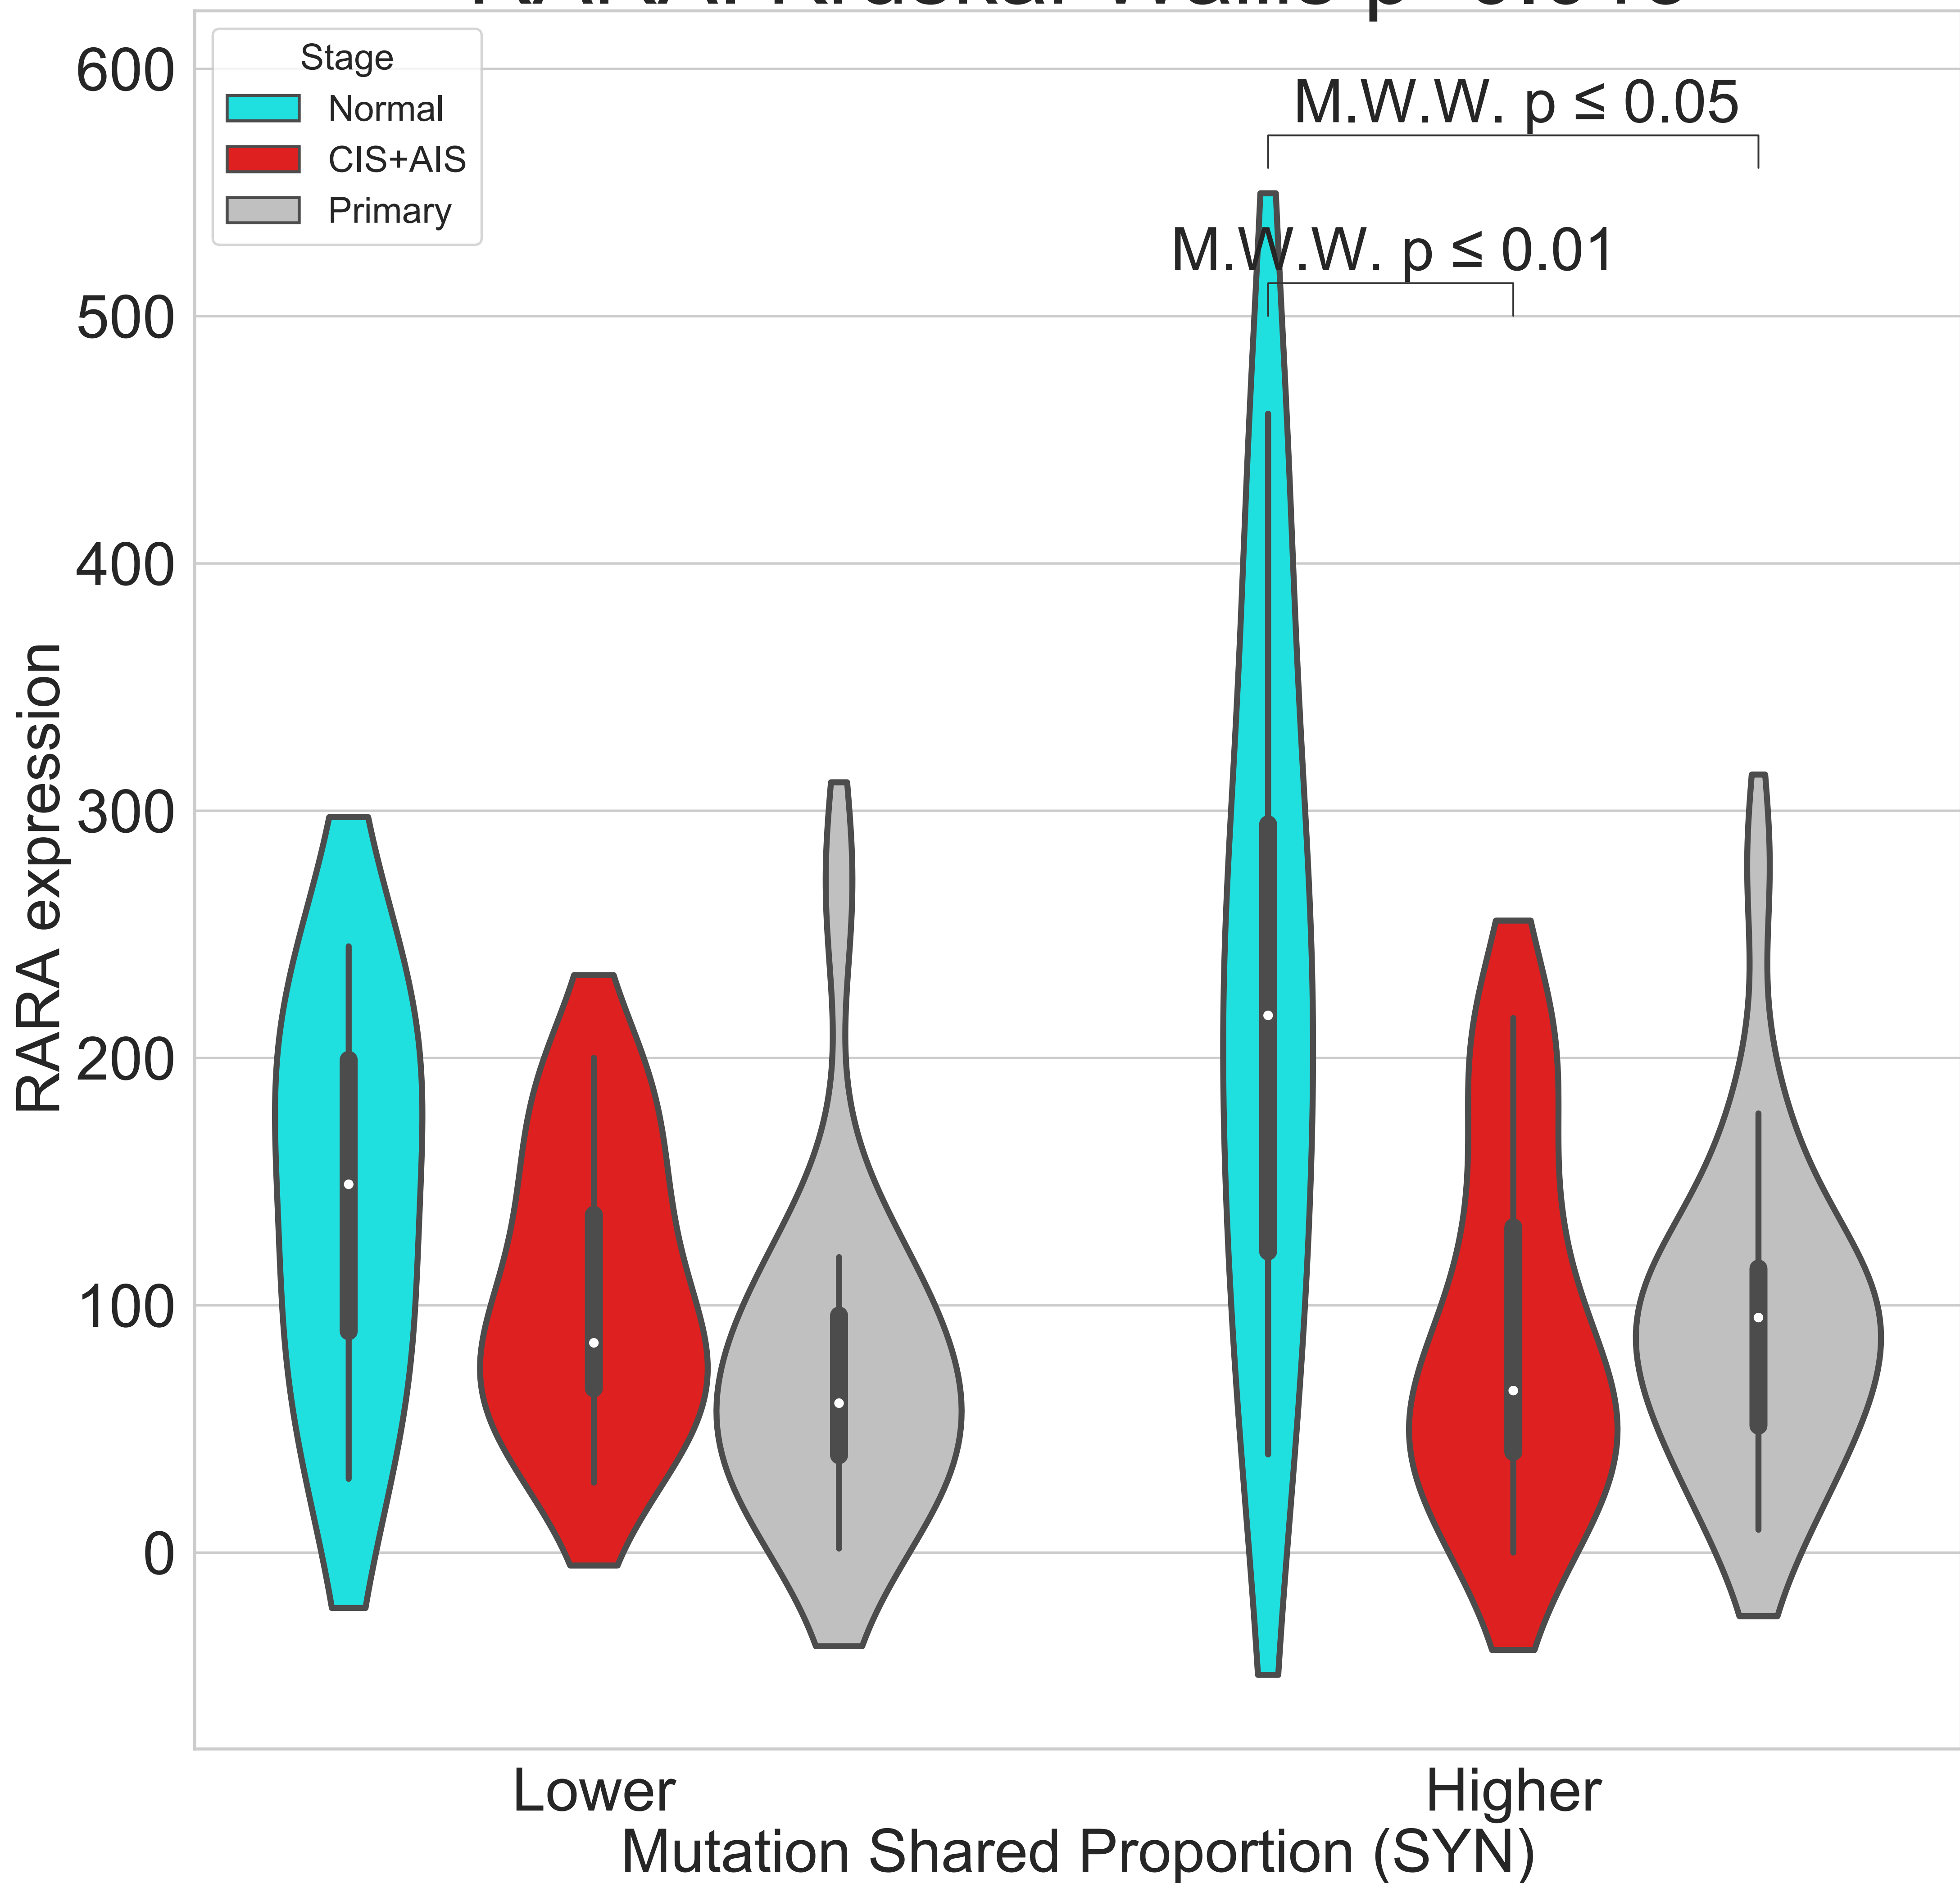 Stage
Normal
CIS+AIS
Primary
M.W.W. p ≤ 0.05
M.W.W. p ≤ 0.01
600
500
400
300
200
100
0
RARA expression
Lower
Higher
Mutation Shared Proportion (SYN)